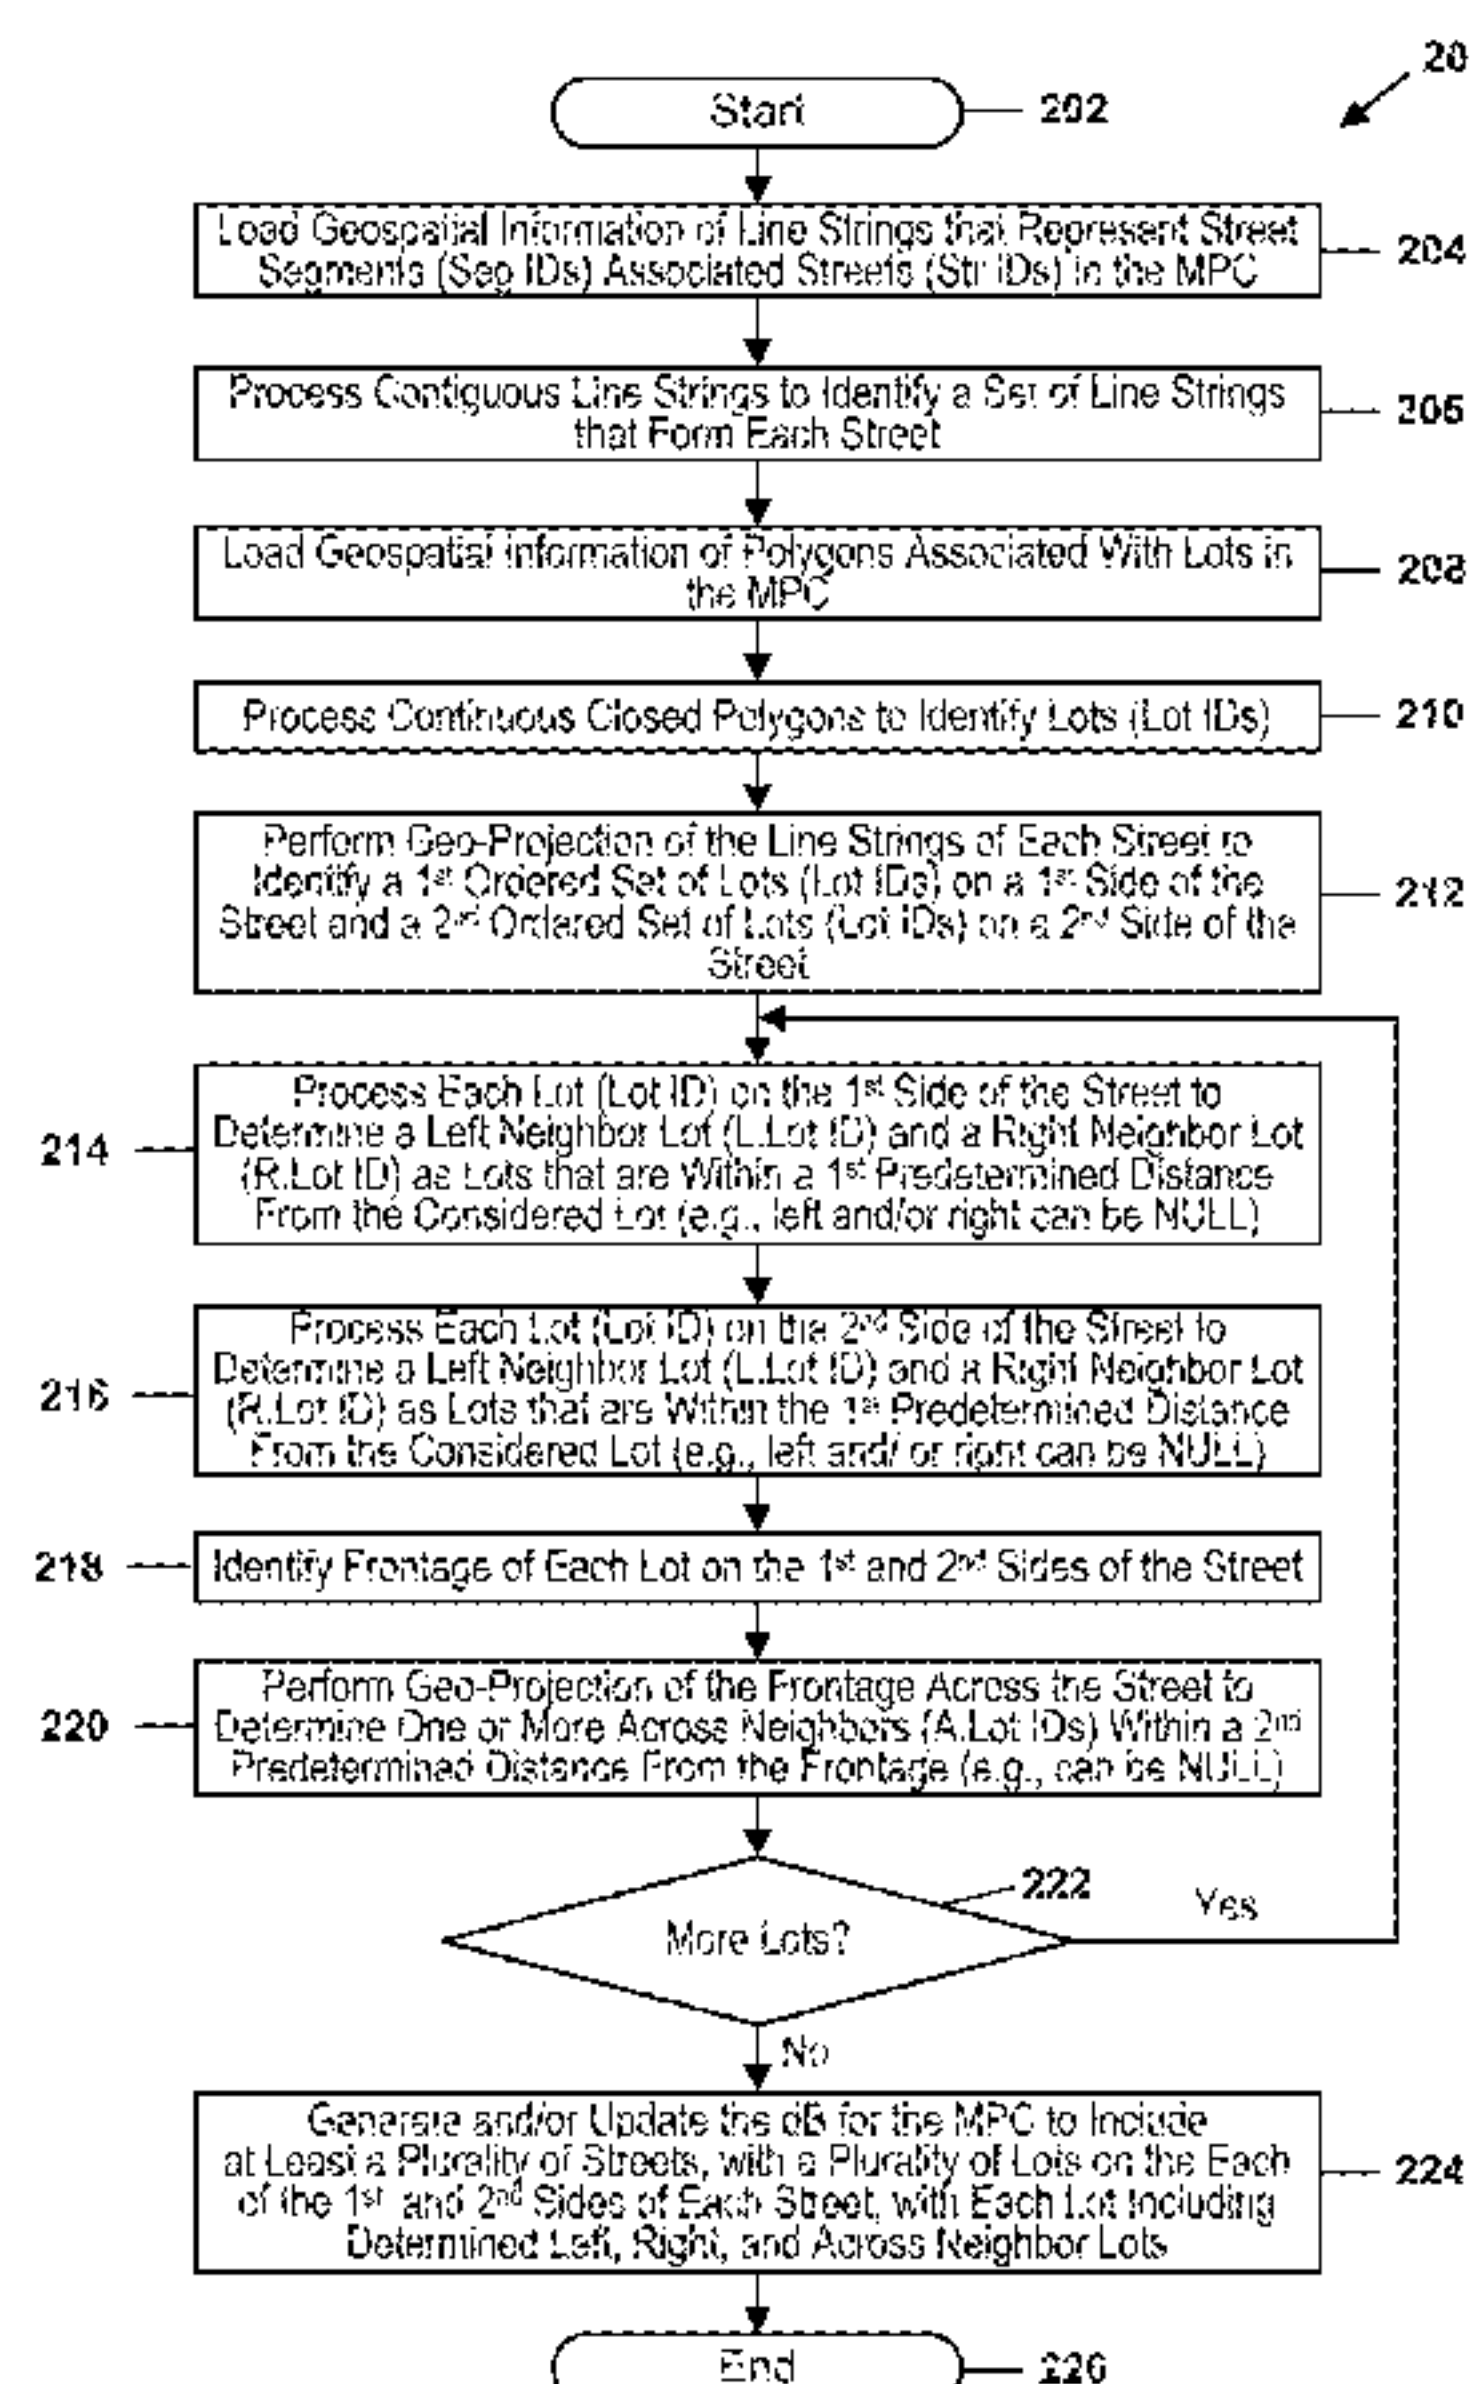 20
Start
202
Load Geospatial Information of Line Strings that Represent Street
Segments (Seg IDs) Associated Streets (Str IDs) in the MPC
204
Process Contiguous Line Strings to Identify a Set of Line Strings
that Form Each Street
206
Load Geospatial Information of Polygons Associated With Lots in
the MPC
208
Process Continuous Closed Polygons to Identify Lots (Lot IDs)
210
Perform Geo-Projection of the Line Strings of Each Street to
Identify a 1st Ordered Set of Lots (Lot IDs) on a 1st Side of the
Street and a 2nd Ordered Set of Lots (Lot IDs) on a 2nd Side of the
Street
212
Process Each Lot (Lot ID) on the 1st Side of the Street to
Determine a Left Neighbor Lot (L.Lot ID) and a Right Neighbor Lot
(R.Lot ID) as Lots that are Within a 1st Predetermined Distance
From the Considered Lot (e.g., left and/or right can be NULL)
214
Process Each Lot (Lot ID) on the 2nd Side of the Street to
Determine a Left Neighbor Lot (L.Lot ID) and a Right Neighbor Lot
(R.Lot ID) as Lots that are Within the 1st Predetermined Distance
From the Considered Lot (e.g., left and/ or right can be NULL)
216
Identify Frontage of Each Lot on the 1st and 2nd Sides of the Street
218
Perform Geo-Projection of the Frontage Across the Street to
Determine One or More Across Neighbors (A.Lot IDs) Within a 2nd
Predetermined Distance From the Frontage (e.g., can be NULL)
220
More Lots?
222
Yes
No
Generate and/or Update the dB for the MPC to Include
at Least a Plurality of Streets, with a Plurality of Lots on the Each
of the 1st and 2nd Sides of Each Street, with Each Lot Including
Determined Left, Right, and Across Neighbor Lots
224
End
226